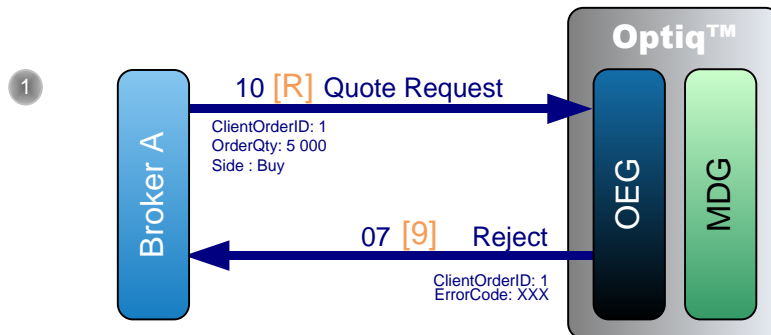 Optiq™
1
10 [R] Quote Request
ClientOrderID: 1
OrderQty: 5 000
Side : Buy
Broker A
OEG
MDG
07 [9] Reject
ClientOrderID: 1
ErrorCode: XXX